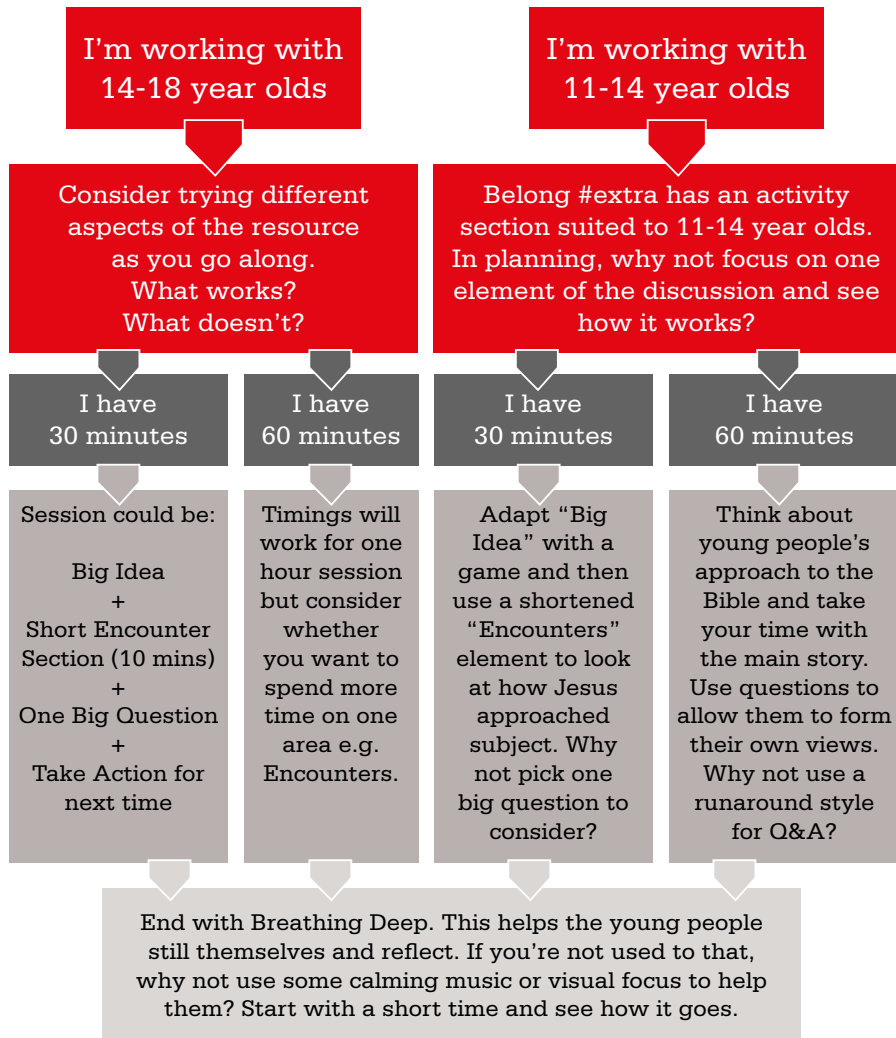 I'm working with
14-18 year olds
I'm working with
11-14 year olds
Consider trying different
aspects of the resource
as you go along.
What works?
What doesn't?
Belong #extra has an activity
section suited to 11-14 year olds.
In planning, why not focus on one
element of the discussion and see
how it works?
I have
30 minutes
I have
60 minutes
I have
30 minutes
I have
60 minutes
Session could be:
Big Idea
+
Short Encounter
Section (10 mins)
+
One Big Question
+
Take Action for
next time
Timings will
work for one
hour session
but consider
whether
you want to
spend more
time on one
area e.g.
Encounters.
Adapt “Big
Idea” with a
game and then
use a shortened
“Encounters”
element to look
at how Jesus
approached
subject. Why
not pick one
big question to
consider?
Think about
young people's
approach to the
Bible and take
your time with
the main story.
Use questions to
allow them to form
their own views.
Why not use a
runaround style
for Q&A?
End with Breathing Deep. This helps the young people
still themselves and reflect. If you're not used to that,
why not use some calming music or visual focus to help
them? Start with a short time and see how it goes.